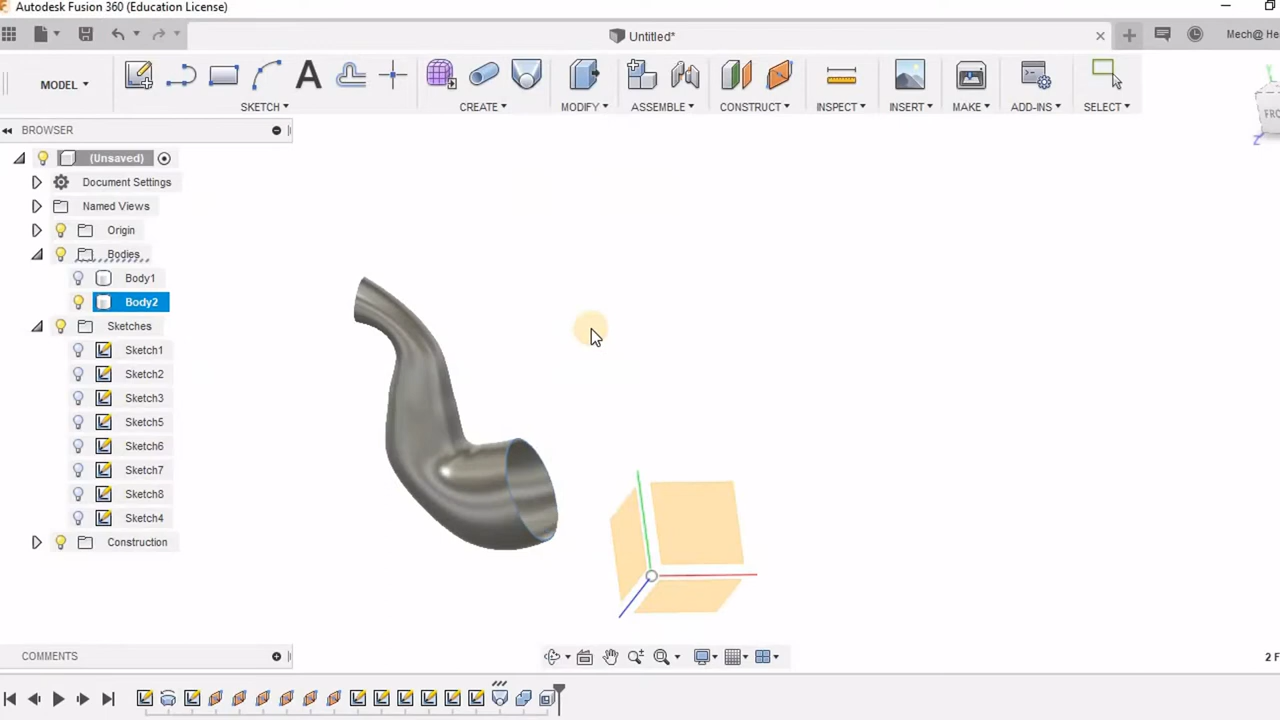 Autodesk Fusion 360 (Education License)
Untitled*
Mech@ He
MODEL
SKETCH
CREATE
MODIFY
ASSEMBLE
CONSTRUCT
INSPECT
INSERT
MAKE
ADD-INS
SELECT
FRO
BROWSER
(Unsaved)
Document Settings
Named Views
Origin
Bodies
Body1
Body2
Sketches
Sketch1
Sketch2
Sketch3
Sketch5
Sketch6
Sketch7
Sketch8
Sketch4
Construction
COMMENTS
2 F